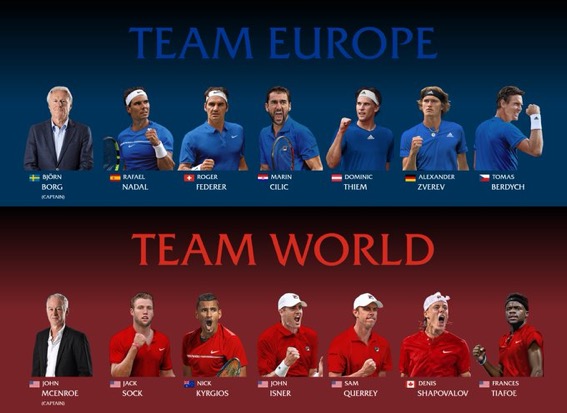 TEAM EUROPE
BJÖRN BORG (CAPTAIN)
RAFAEL NADAL
ROGER FEDERER
MARIN CILIC
DOMINIC THIEM
ALEXANDER ZVEREV
TOMAS BERDYCH
TEAM WORLD
JOHN MCENROE (CAPTAIN)
JACK SOCK
NICK KYRGIOS
JOHN ISNER
SAM QUERREY
DENIS SHAPOVALOV
FRANCES TIAFOE